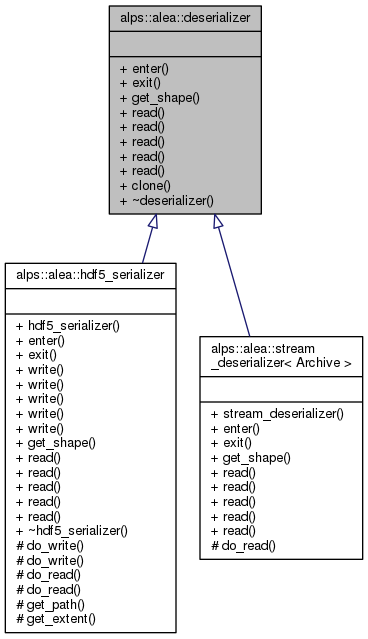 alps::alea::deserializer
+ enter()
+ exit()
+ get_shape()
+ read()
+ read()
+ read()
+ read()
+ read()
+ clone()
+ ~deserializer()
alps::alea::hdf5_serializer
+ hdf5_serializer()
+ enter()
+ exit()
+ write()
+ write()
+ write()
+ write()
+ write()
+ get_shape()
+ read()
+ read()
+ read()
+ read()
+ read()
+ ~hdf5_serializer()
# do_write()
# do_write()
# do_read()
# do_read()
# get_path()
# get_extent()
alps::alea::stream
_deserializer< Archive >
+ stream_deserializer()
+ enter()
+ exit()
+ get_shape()
+ read()
+ read()
+ read()
+ read()
+ read()
# do_read()